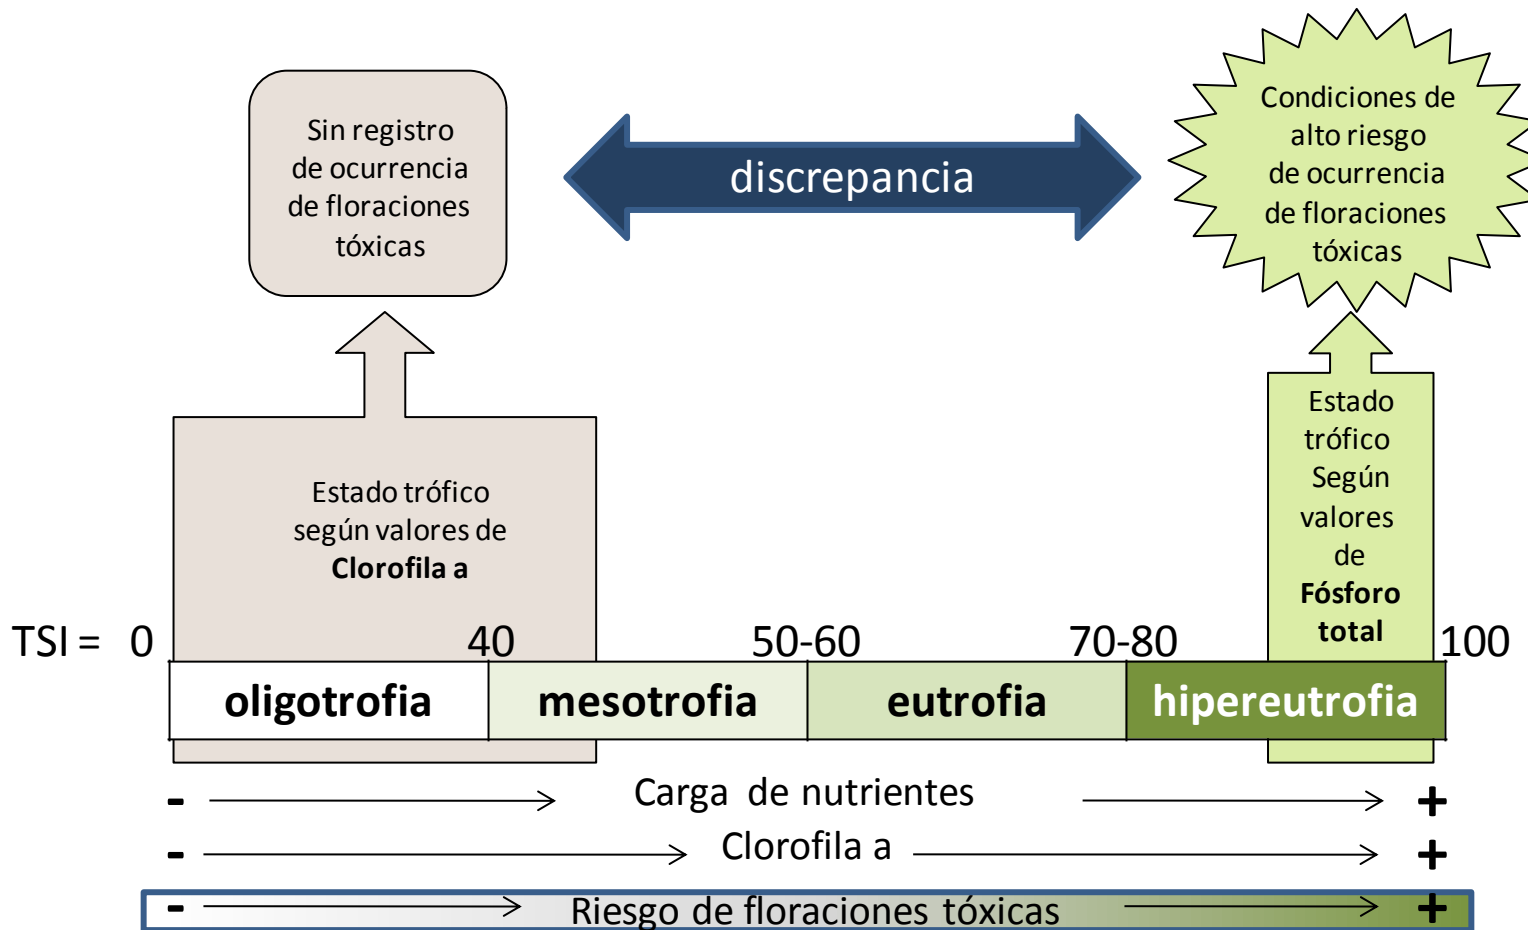 Sin registro
de ocurrencia
de floraciones
tóxicas
discrepancia
Condiciones de
alto riesgo
de ocurrencia
de floraciones
tóxicas
Estado trófico
según valores de
Clorofila a
Estado
trófico
Según
valores
de
Fósforo
total
TSI = 0 40 50-60 70-80 100
oligotrofia mesotrofia eutrofia hipereutrofia
- Carga de nutrientes +
- Clorofila a +
- Riesgo de floraciones tóxicas +